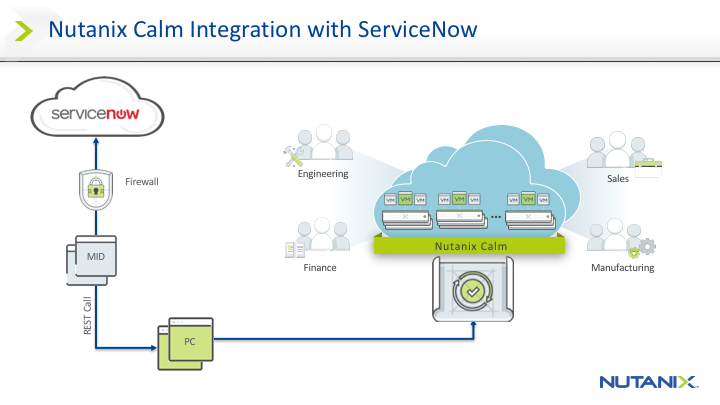 Nutanix Calm Integration with ServiceNow
servicenow
Firewall
MID
REST Call
PC
Engineering
Finance
VM VM VM VM VM VM VM VM VM
...
Nutanix Calm
Sales
Manufacturing
NUTANIX